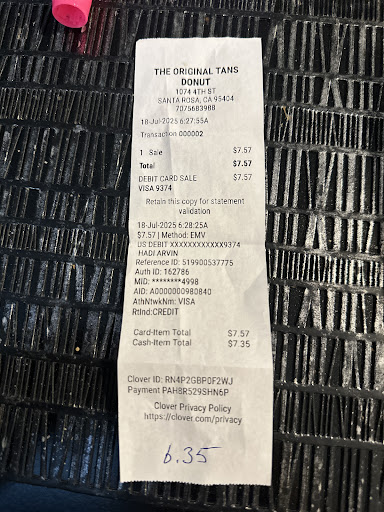 THE ORIGINAL TANS
DONUT
1074 4TH ST
SANTA ROSA, CA 95404
7075683988
18-Jul-2025 6:27:55A
Transaction 000002
1 Sale $7.57
Total $7.57
DEBIT CARD SALE $7.57
VISA 9374
Retain this copy for statement
validation
18-Jul-2025 6:28:25A
$7.57 | Method: EMV
US DEBIT XXXXXXXXXXXX9374
HADI ARVIN
Reference ID: 519900537775
Auth ID: 162786
MID: ********4998
AID: A0000000980840
AthNtwkNm: VISA
RtInd:CREDIT
Card-Item Total $7.57
Cash-Item Total $7.35
Clover ID: RN4P2GBP0F2WJ
Payment PAH8R529SHN6P
Clover Privacy Policy
https://clover.com/privacy
6.35